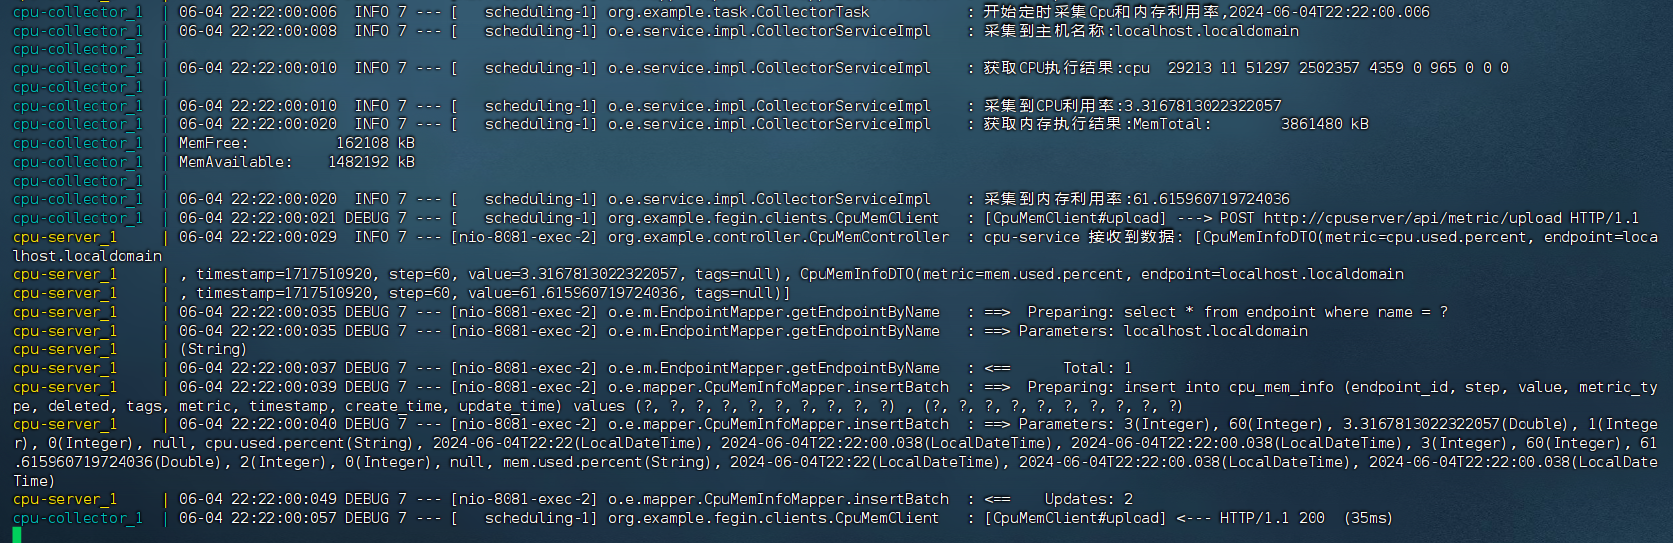 cpu-collector_1  | 06-04 22:22:00:006  INFO 7 --- [   scheduling-1] org.example.task.CollectorTask           : 开始定时采集Cpu和内存利用率,2024-06-04T22:22:00.006
cpu-collector_1  | 06-04 22:22:00:008  INFO 7 --- [   scheduling-1] o.e.service.impl.CollectorServiceImpl    : 采集到主机名称:localhost.localdomain
cpu-collector_1  |
cpu-collector_1  | 06-04 22:22:00:010  INFO 7 --- [   scheduling-1] o.e.service.impl.CollectorServiceImpl    : 获取CPU执行结果:cpu  29213 11 51297 2502357 4359 0 965 0 0 0
cpu-collector_1  |
cpu-collector_1  | 06-04 22:22:00:010  INFO 7 --- [   scheduling-1] o.e.service.impl.CollectorServiceImpl    : 采集到CPU利用率:3.3167813022322057
cpu-collector_1  | 06-04 22:22:00:020  INFO 7 --- [   scheduling-1] o.e.service.impl.CollectorServiceImpl    : 获取内存执行结果:MemTotal:        3861480 kB
cpu-collector_1  | MemFree:          162108 kB
cpu-collector_1  | MemAvailable:    1482192 kB
cpu-collector_1  |
cpu-collector_1  | 06-04 22:22:00:020  INFO 7 --- [   scheduling-1] o.e.service.impl.CollectorServiceImpl    : 采集到内存利用率:61.615960719724036
cpu-collector_1  | 06-04 22:22:00:021 DEBUG 7 --- [   scheduling-1] org.example.fegin.clients.CpuMemClient   : [CpuMemClient#upload] ---> POST http://cpuserver/api/metric/upload HTTP/1.1
cpu-server_1     | 06-04 22:22:00:029  INFO 7 --- [nio-8081-exec-2] org.example.controller.CpuMemController  : cpu-service 接收到数据: [CpuMemInfoDTO(metric=cpu.used.percent, endpoint=loca
lhost.localdomain
cpu-server_1     | , timestamp=1717510920, step=60, value=3.3167813022322057, tags=null), CpuMemInfoDTO(metric=mem.used.percent, endpoint=localhost.localdomain
cpu-server_1     | , timestamp=1717510920, step=60, value=61.615960719724036, tags=null)]
cpu-server_1     | 06-04 22:22:00:035 DEBUG 7 --- [nio-8081-exec-2] o.e.m.EndpointMapper.getEndpointByName   : ==>  Preparing: select * from endpoint where name = ?
cpu-server_1     | 06-04 22:22:00:035 DEBUG 7 --- [nio-8081-exec-2] o.e.m.EndpointMapper.getEndpointByName   : ==> Parameters: localhost.localdomain
cpu-server_1     | (String)
cpu-server_1     | 06-04 22:22:00:037 DEBUG 7 --- [nio-8081-exec-2] o.e.m.EndpointMapper.getEndpointByName   : <==      Total: 1
cpu-server_1     | 06-04 22:22:00:039 DEBUG 7 --- [nio-8081-exec-2] o.e.mapper.CpuMemInfoMapper.insertBatch  : ==>  Preparing: insert into cpu_mem_info (endpoint_id, step, value, metric_ty
pe, deleted, tags, metric, timestamp, create_time, update_time) values (?, ?, ?, ?, ?, ?, ?, ?, ?, ?) , (?, ?, ?, ?, ?, ?, ?, ?, ?, ?)
cpu-server_1     | 06-04 22:22:00:040 DEBUG 7 --- [nio-8081-exec-2] o.e.mapper.CpuMemInfoMapper.insertBatch  : ==> Parameters: 3(Integer), 60(Integer), 3.3167813022322057(Double), 1(Intege
r), 0(Integer), null, cpu.used.percent(String), 2024-06-04T22:22(LocalDateTime), 2024-06-04T22:22:00.038(LocalDateTime), 2024-06-04T22:22:00.038(LocalDateTime), 3(Integer), 60(Integer), 61
.615960719724036(Double), 2(Integer), 0(Integer), null, mem.used.percent(String), 2024-06-04T22:22(LocalDateTime), 2024-06-04T22:22:00.038(LocalDateTime), 2024-06-04T22:22:00.038(LocalDate
Time)
cpu-server_1     | 06-04 22:22:00:049 DEBUG 7 --- [nio-8081-exec-2] o.e.mapper.CpuMemInfoMapper.insertBatch  : <==    Updates: 2
cpu-collector_1  | 06-04 22:22:00:057 DEBUG 7 --- [   scheduling-1] org.example.fegin.clients.CpuMemClient   : [CpuMemClient#upload] <--- HTTP/1.1 200  (35ms)